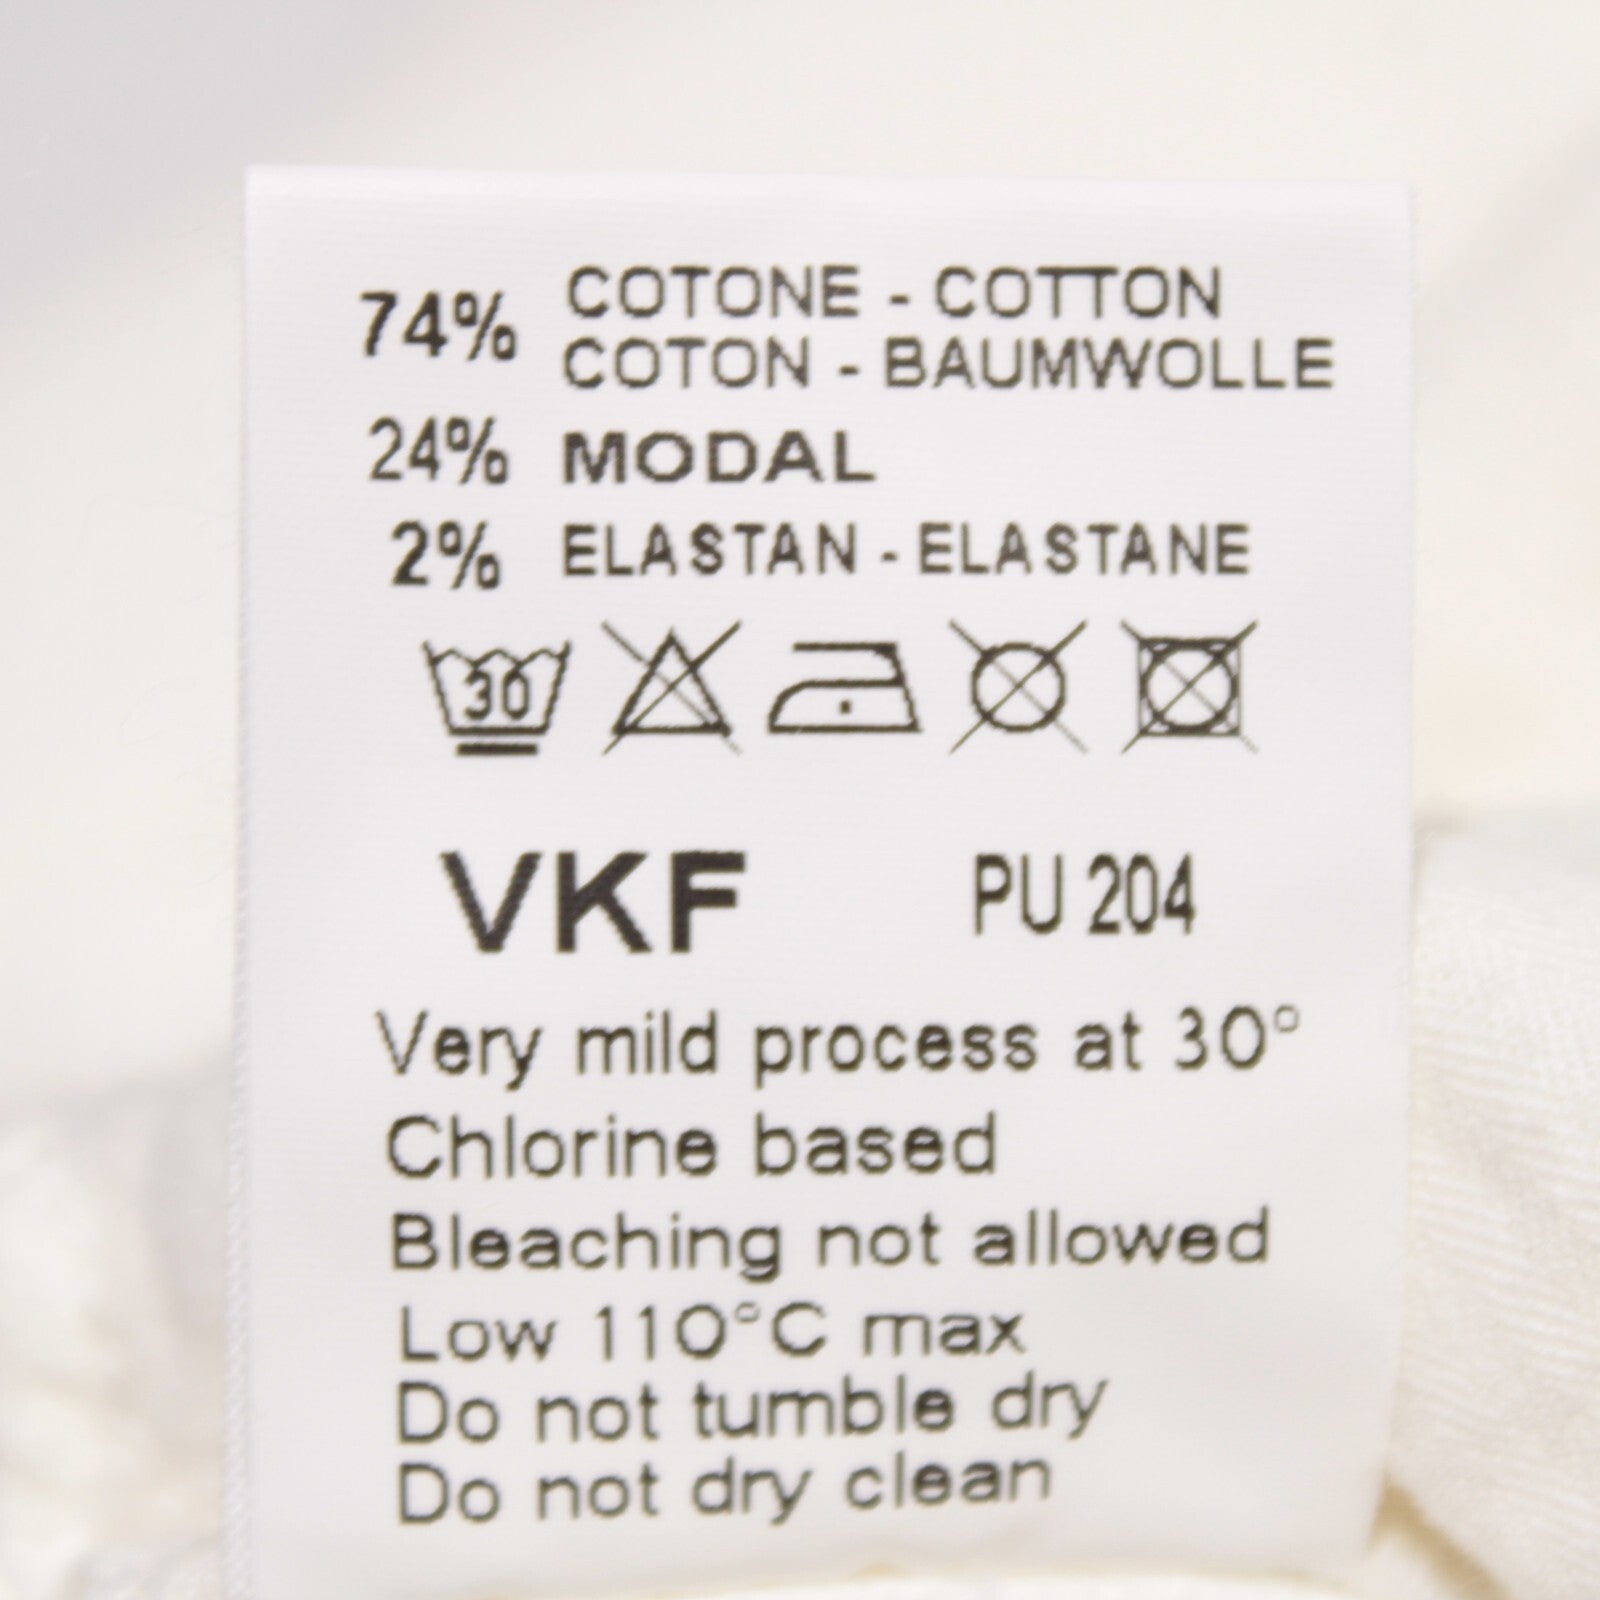 74% COTONE - COTTON
COTON - BAUMWOLLE
24% MODAL
2% ELASTAN - ELASTANE
30
VKF PU 204
Very mild process at 30°
Chlorine based
Bleaching not allowed
Low 110°C max
Do not tumble dry
Do not dry clean